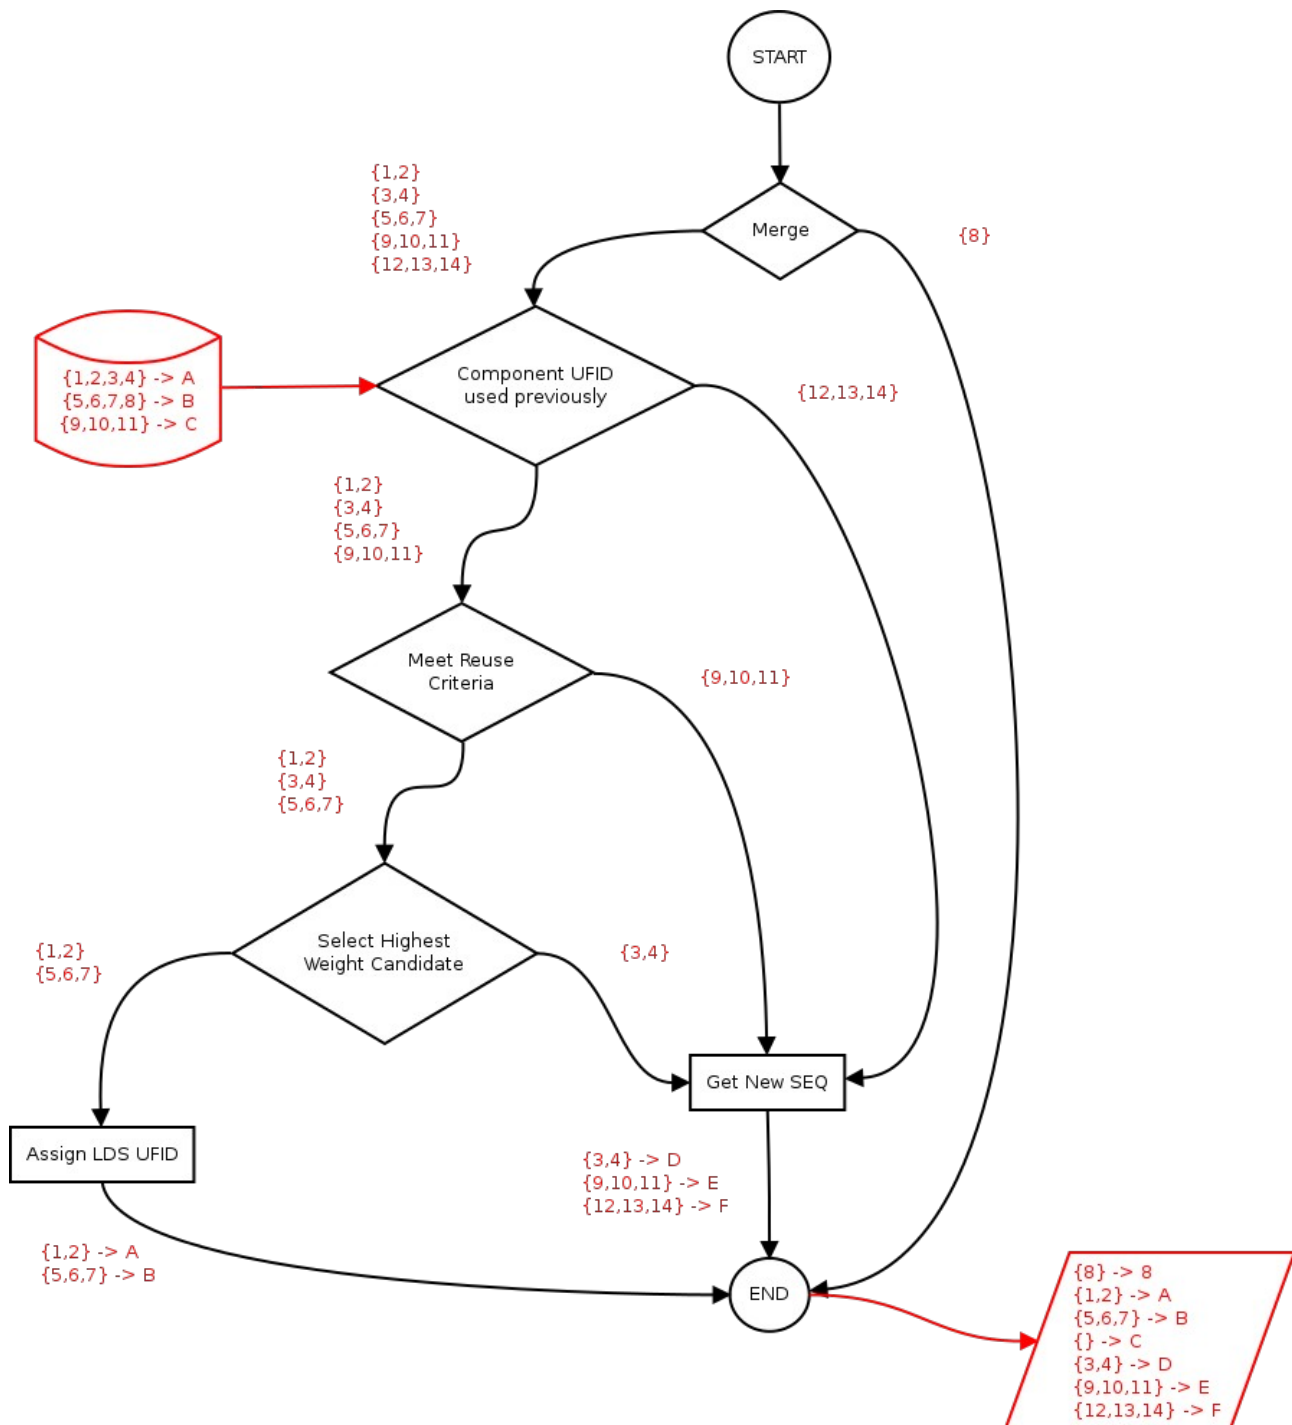 START
{1,2}
{3,4}
{5,6,7}
{9,10,11}
{12,13,14}
Merge
{8}
{1,2,3,4} -> A
{5,6,7,8} -> B
{9,10,11} -> C
Component UFID
used previously
{12,13,14}
{1,2}
{3,4}
{5,6,7}
{9,10,11}
Meet Reuse
Criteria
{9,10,11}
{1,2}
{3,4}
{5,6,7}
Select Highest
Weight Candidate
{1,2}
{5,6,7}
{3,4}
Get New SEQ
Assign LDS UFID
{3,4} -> D
{9,10,11} -> E
{12,13,14} -> F
{1,2} -> A
{5,6,7} -> B
END
{8} -> 8
{1,2} -> A
{5,6,7} -> B
{} -> C
{3,4} -> D
{9,10,11} -> E
{12,13,14} -> F